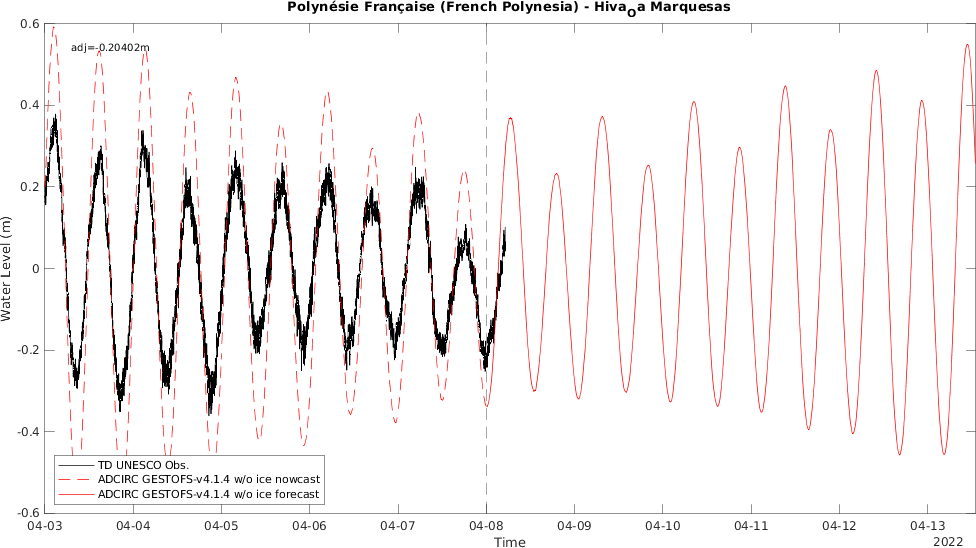 Polynésie Française (French Polynesia) - Hiva_Oa Marquesas
adj=-0.20402m
Water Level (m)
0.6
0.4
0.2
0
-0.2
-0.4
-0.6
TD UNESCO Obs.
ADCIRC GESTOFS-v4.1.4 w/o ice nowcast
ADCIRC GESTOFS-v4.1.4 w/o ice forecast
04-03 04-04 04-05 04-06 04-07 04-08 04-09 04-10 04-11 04-12 04-13
Time
2022